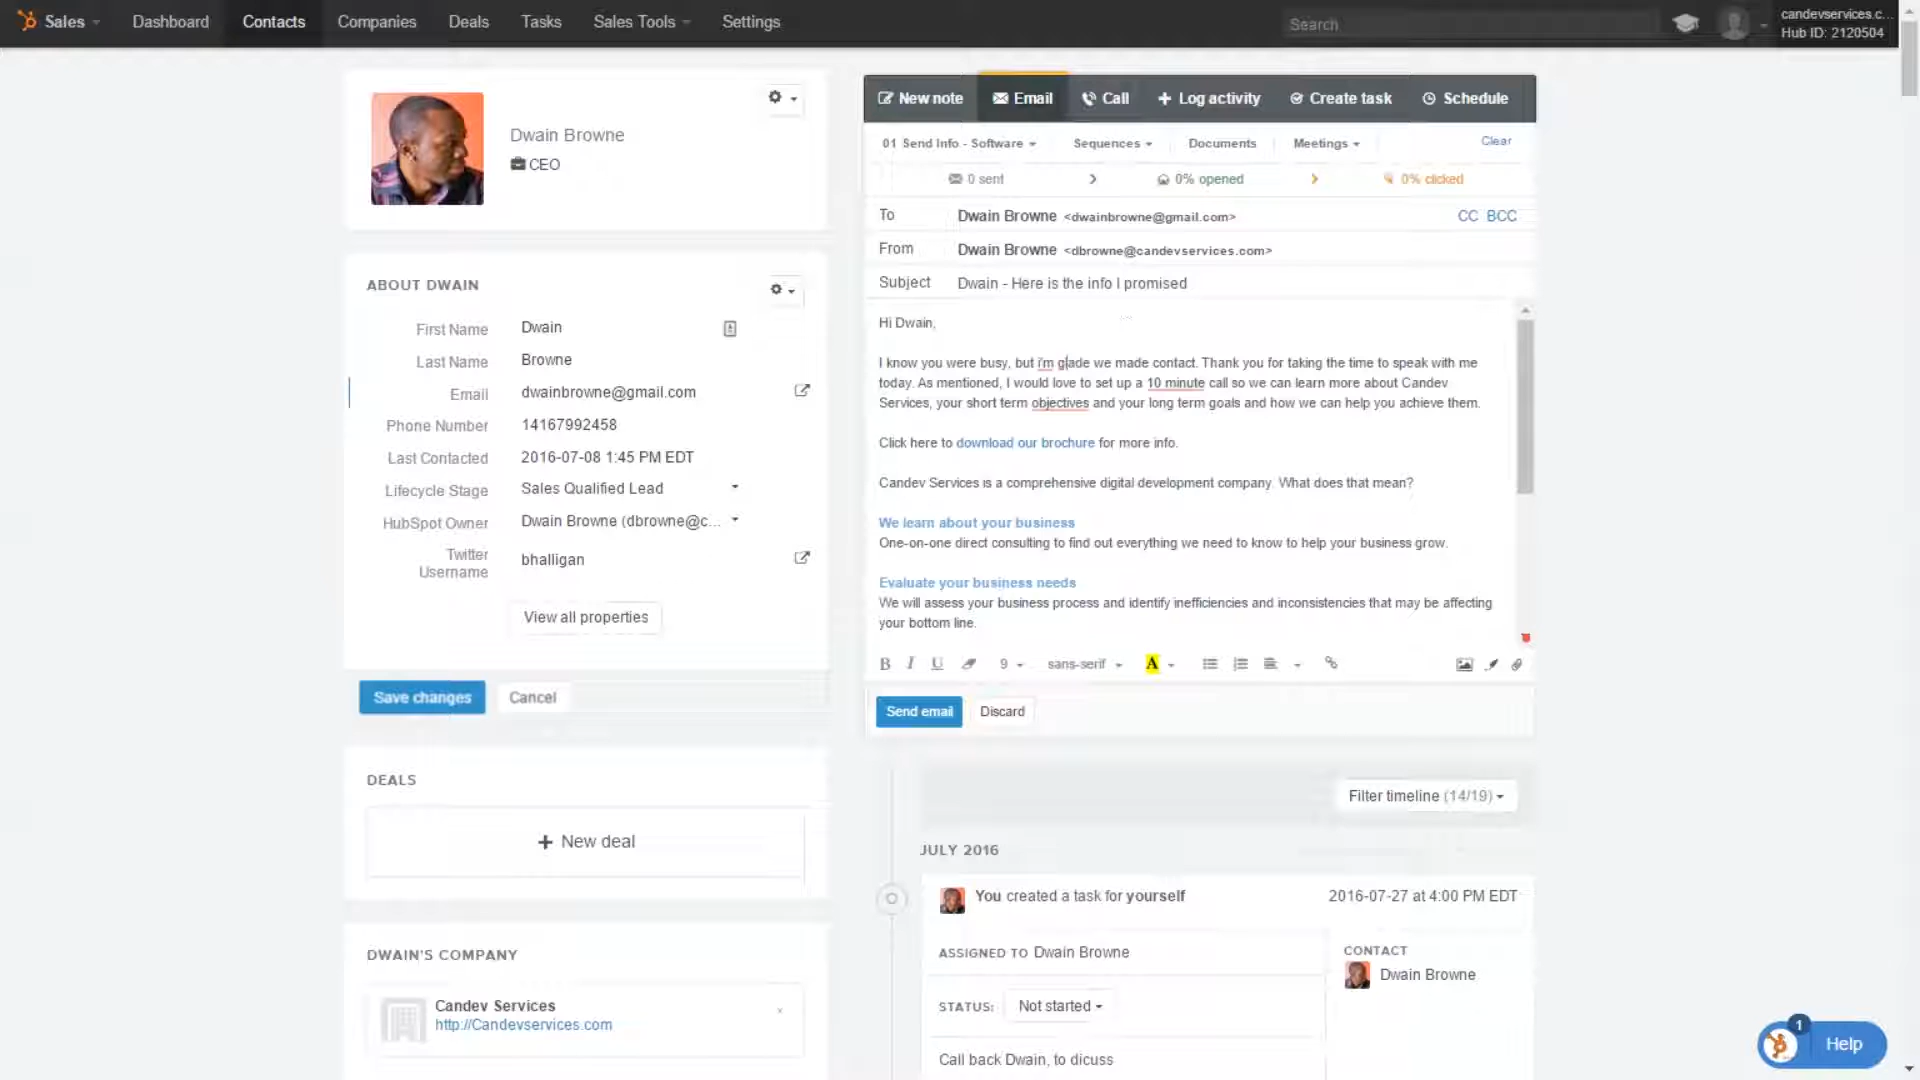 Sales Dashboard Contacts Companies Deals Tasks Sales Tools Settings Search
candevservices.c...
Hub ID: 2120504
Dwain Browne
CEO
ABOUT DWAIN
First Name Dwain
Last Name Browne
Email dwainbrowne@gmail.com
Phone Number 14167992458
Last Contacted 2016-07-08 1:45 PM EDT
Lifecycle Stage Sales Qualified Lead
HubSpot Owner Dwain Browne (dbrowne@c...
Twitter Username bhalligan
View all properties
Save changes Cancel
DEALS
+ New deal
DWAIN'S COMPANY
Candev Services
http://Candevservices.com
New note Email Call + Log activity Create task Schedule
01 Send Info - Software Sequences Documents Meetings Clear
0 sent > 0% opened > 0% clicked
To Dwain Browne <dwainbrowne@gmail.com> CC BCC
From Dwain Browne <dbrowne@candevservices.com>
Subject Dwain - Here is the info I promised
Hi Dwain,
I know you were busy, but i'm glade we made contact. Thank you for taking the time to speak with me
today. As mentioned, I would love to set up a 10 minute call so we can learn more about Candev
Services, your short term objectives and your long term goals and how we can help you achieve them.
Click here to download our brochure for more info.
Candev Services is a comprehensive digital development company. What does that mean?
We learn about your business
One-on-one direct consulting to find out everything we need to know to help your business grow.
Evaluate your business needs
We will assess your business process and identify inefficiencies and inconsistencies that may be affecting
your bottom line.
B I U 9 sans-serif A
Send email Discard
Filter timeline (14/19)
JULY 2016
You created a task for yourself 2016-07-27 at 4:00 PM EDT
ASSIGNED TO Dwain Browne
CONTACT
Dwain Browne
STATUS: Not started
Call back Dwain, to dicuss
1
Help